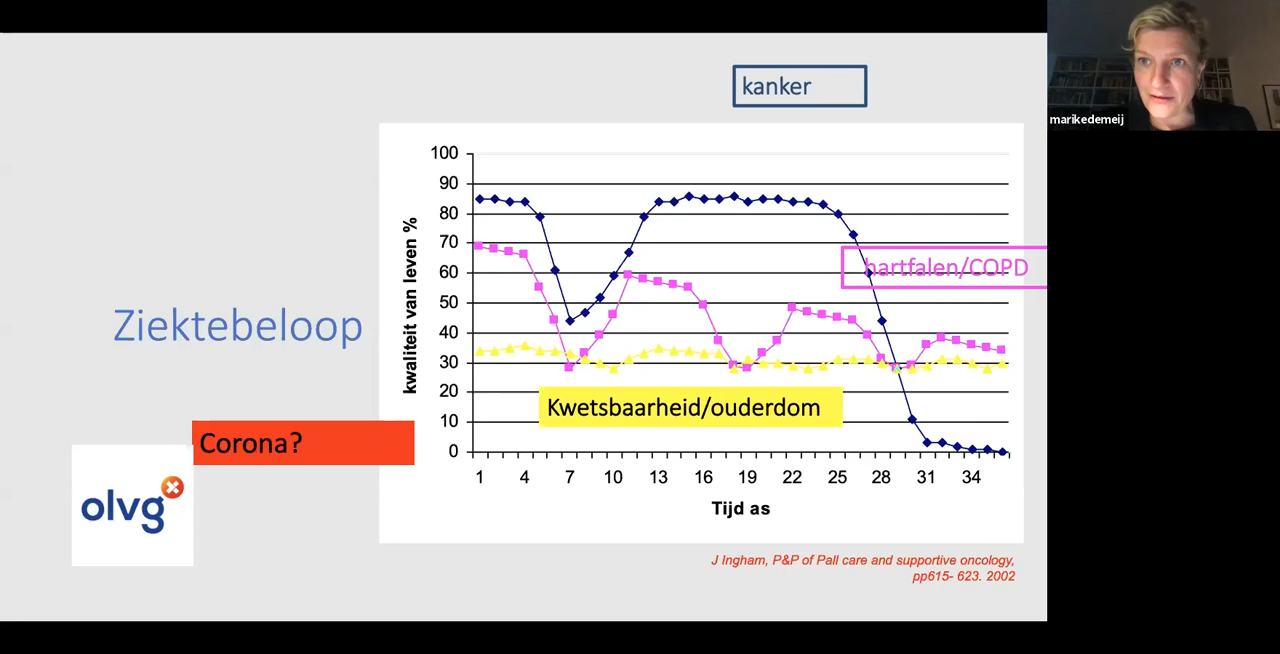 kanker
marikedemeij
100
90
80
70
60
50
40
30
20
10
0
kwaliteit van leven %
hartfalen/COPD
Ziektebeloop
Kwetsbaarheid/ouderdom
Corona?
1 4 7 10 13 16 19 22 25 28 31 34
Tijd as
olvg
J Ingham, P&P of Pall care and supportive oncology,
pp615- 623. 2002